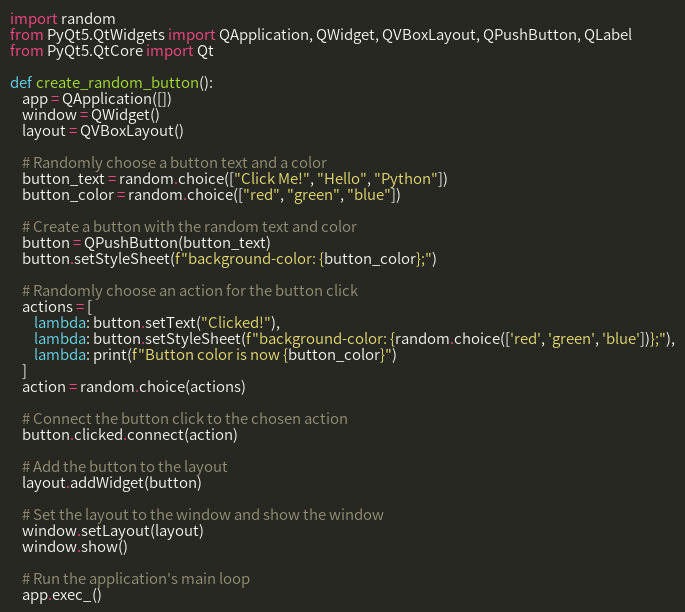 import random
from PyQt5.QtWidgets import QApplication, QWidget, QVBoxLayout, QPushButton, QLabel
from PyQt5.QtCore import Qt

def create_random_button():
    app = QApplication([])
    window = QWidget()
    layout = QVBoxLayout()

    # Randomly choose a button text and a color
    button_text = random.choice(["Click Me!", "Hello", "Python"])
    button_color = random.choice(["red", "green", "blue"])

    # Create a button with the random text and color
    button = QPushButton(button_text)
    button.setStyleSheet(f"background-color: {button_color};")

    # Randomly choose an action for the button click
    actions = [
        lambda: button.setText("Clicked!"),
        lambda: button.setStyleSheet(f"background-color: {random.choice(['red', 'green', 'blue'])};"),
        lambda: print(f"Button color is now {button_color}")
    ]
    action = random.choice(actions)

    # Connect the button click to the chosen action
    button.clicked.connect(action)

    # Add the button to the layout
    layout.addWidget(button)

    # Set the layout to the window and show the window
    window.setLayout(layout)
    window.show()

    # Run the application's main loop
    app.exec_()